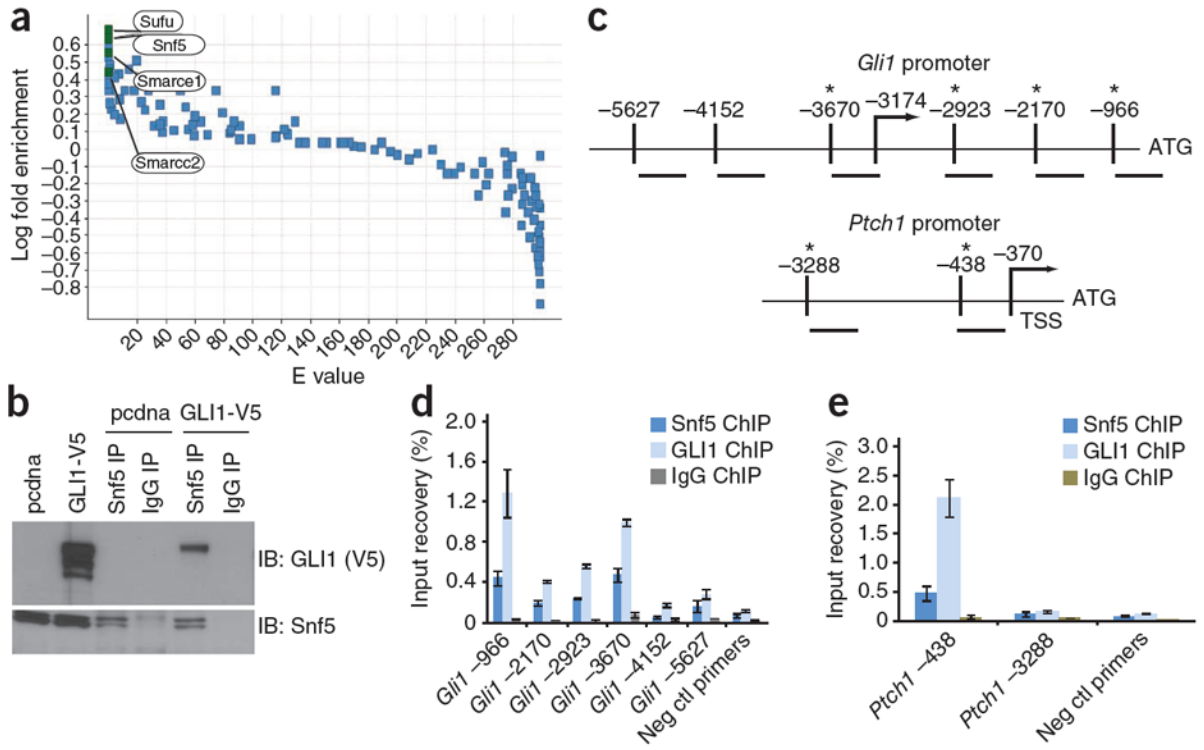 a
Log fold enrichment
0.6
0.5
0.4
0.3
0.2
0.1
0
–0.1
–0.2
–0.3
–0.4
–0.5
–0.6
–0.7
–0.8
Sufu
Snf5
Smarce1
Smarcc2
20 40 60 80 100 120 140 160 180 200 220 240 260 280
E value
b
pcdna GLI1-V5
pcdna GLI1-V5 Snf5 IP IgG IP Snf5 IP IgG IP
IB: GLI1 (V5)
IB: Snf5
c
Gli1 promoter
* * * *
–5627 –4152 –3670 –3174 –2923 –2170 –966
ATG
Ptch1 promoter
* *
–3288 –438 –370
ATG
TSS
d
Input recovery (%)
2.0
1.6
1.2
0.8
0.4
0
Snf5 ChIP
GLI1 ChIP
IgG ChIP
Gli1 –966
Gli1 –2170
Gli1 –2923
Gli1 –3670
Gli1 –4152
Gli1 –5627
Neg ctl primers
e
Input recovery (%)
3.0
2.5
2.0
1.5
1.0
0.5
0
Snf5 ChIP
GLI1 ChIP
IgG ChIP
Ptch1 –438
Ptch1 –3288
Neg ctl primers